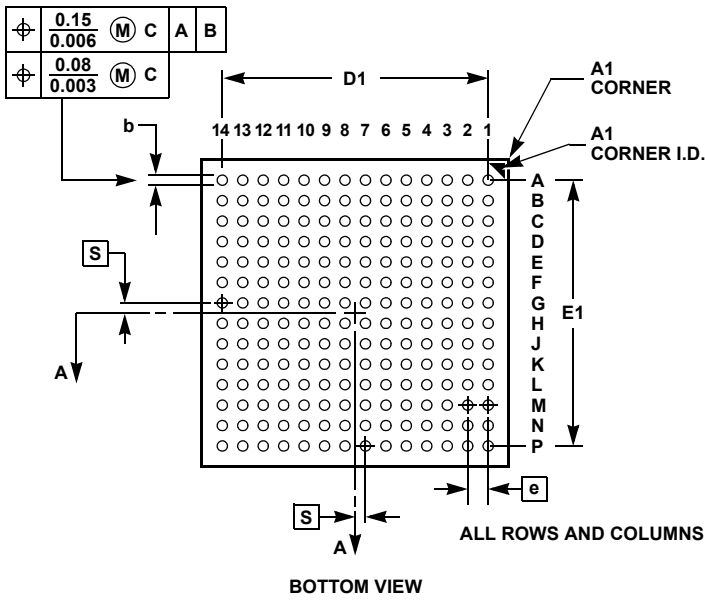 0.15
0.006 M C A B
0.08
0.003 M C
D1
A1
CORNER
b
14 13 12 11 10 9 8 7 6 5 4 3 2 1
A1
CORNER I.D.
A
B
C
D
E
F
G
H
J
K
L
M
N
P
S
E1
A
e
S
A
ALL ROWS AND COLUMNS
BOTTOM VIEW